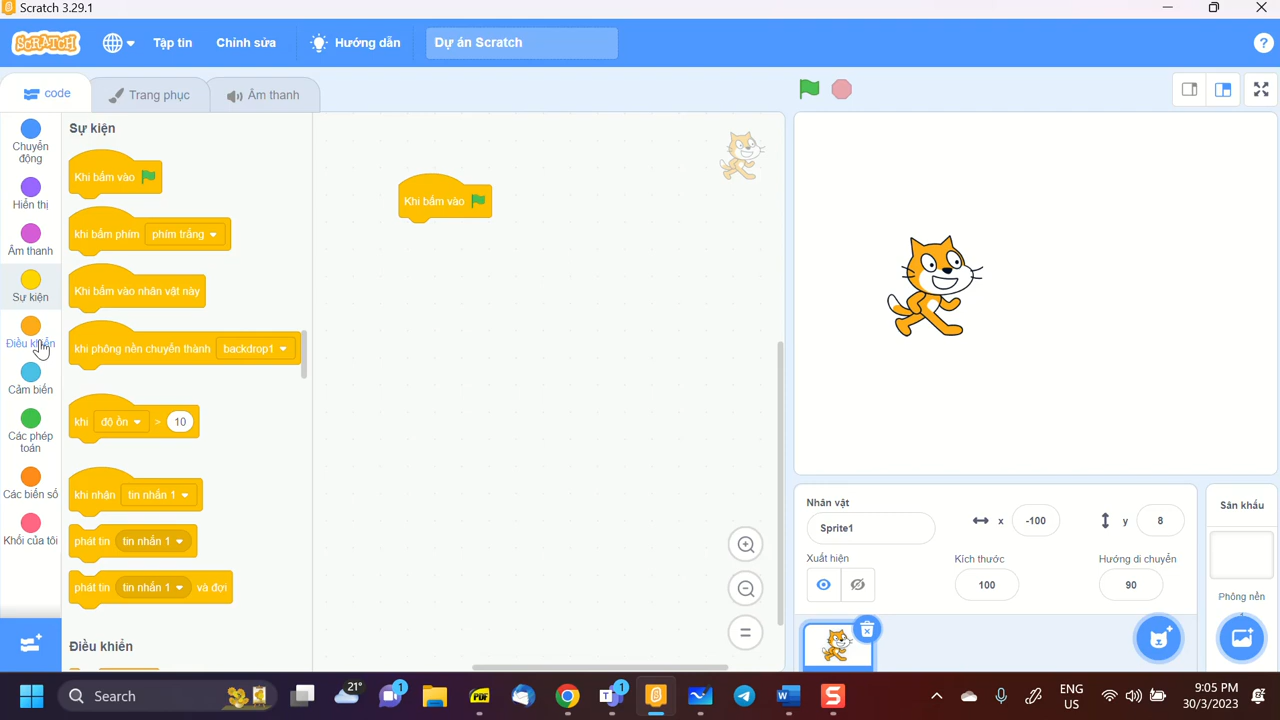 Scratch 3.29.1
SCRATCH
Tập tin
Chỉnh sửa
Hướng dẫn
Dự án Scratch
?
code
Trang phục
Âm thanh
Chuyển
động
Hiển thị
Âm thanh
Sự kiện
Điều khiển
Cảm biến
Các phép
toán
Các biến số
Khối của tôi
Sự kiện
Khi bấm vào
khi bấm phím phím trắng
Khi bấm vào nhân vật này
khi phông nền chuyển thành backdrop1
khi độ ồn > 10
khi nhận tin nhắn 1
phát tin tin nhắn 1
phát tin tin nhắn 1 và đợi
Điều khiển
Khi bấm vào
Nhân vật
Sprite1
x -100
y 8
Xuất hiện
Kích thước
100
Hướng di chuyển
90
Sân khấu
Phông nền
Search
21°
1
PDF
1
S
ENG
US
9:05 PM
30/3/2023